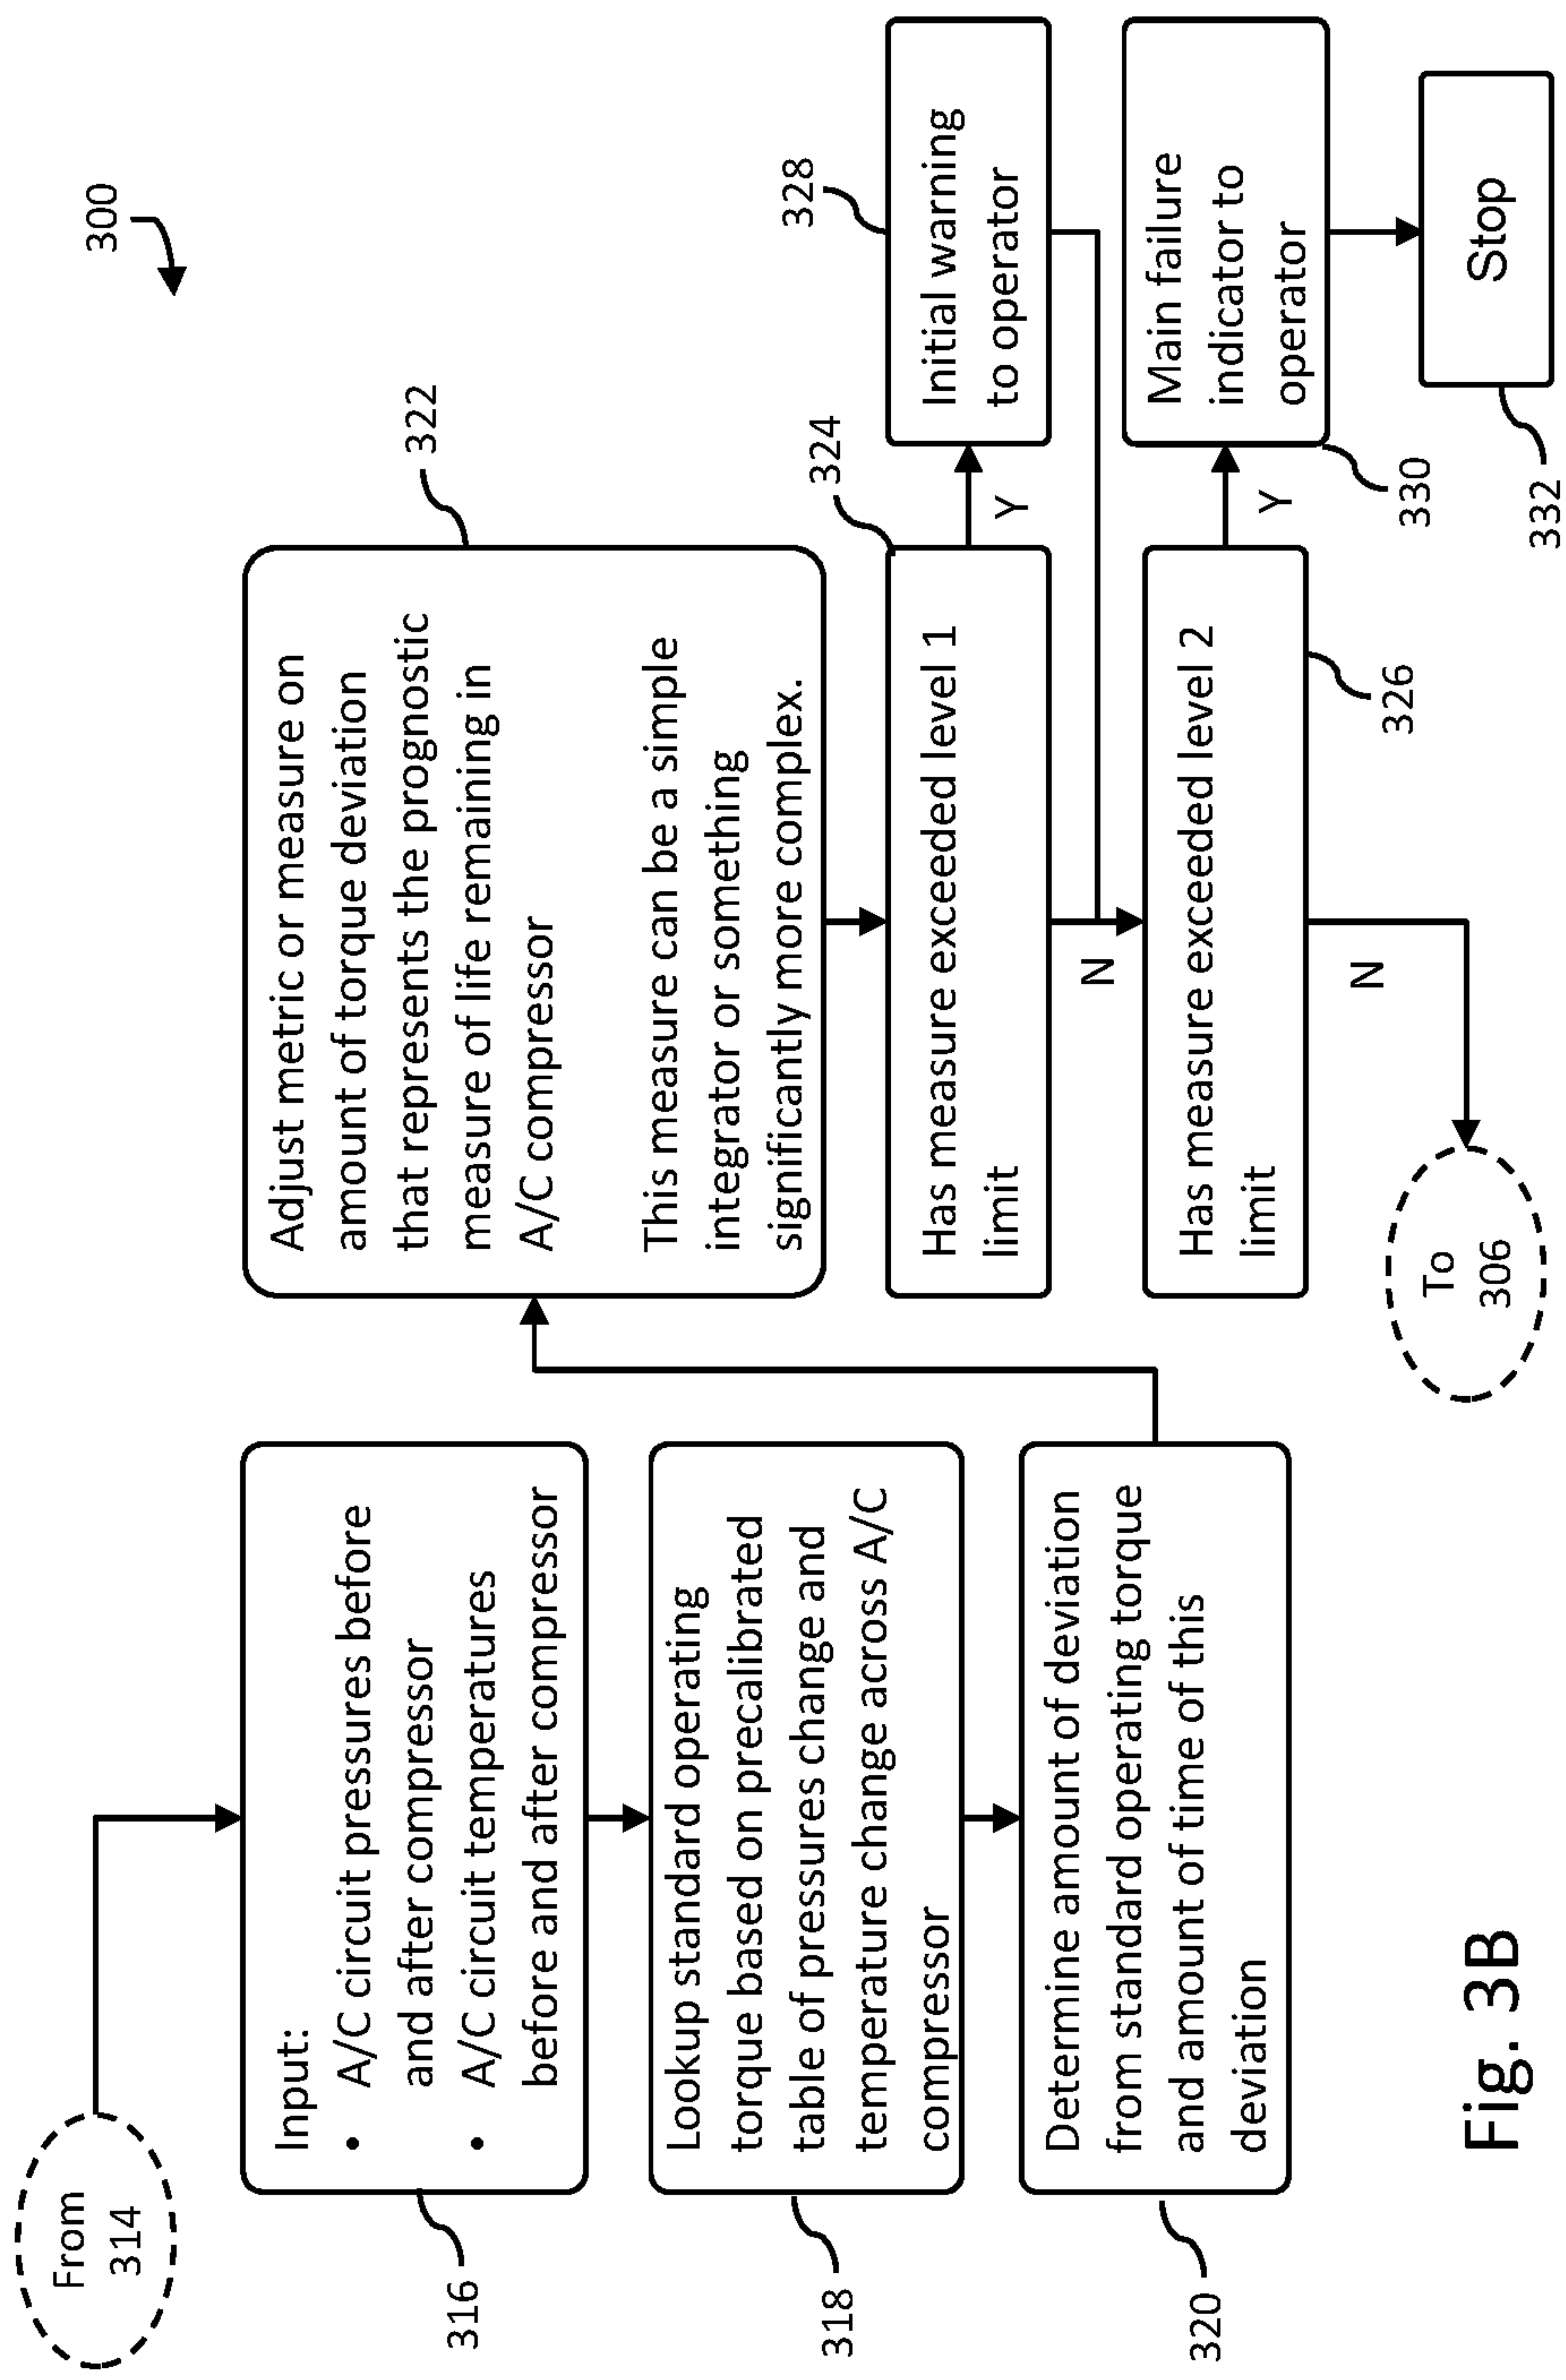 300
From
314
Input:
• A/C circuit pressures before
and after compressor
• A/C circuit temperatures
before and after compressor
316
Lookup standard operating
torque based on precalibrated
table of pressures change and
temperature change across A/C
compressor
318
Determine amount of deviation
from standard operating torque
and amount of time of this
deviation
320
Adjust metric or measure on
amount of torque deviation
that represents the prognostic
measure of life remaining in
A/C compressor
This measure can be a simple
integrator or something
significantly more complex.
322
Has measure exceeded level 1
limit
324
Y
Initial warning
to operator
328
N
Has measure exceeded level 2
limit
326
Y
Main failure
indicator to
operator
330
N
To
306
Stop
332
Fig. 3B